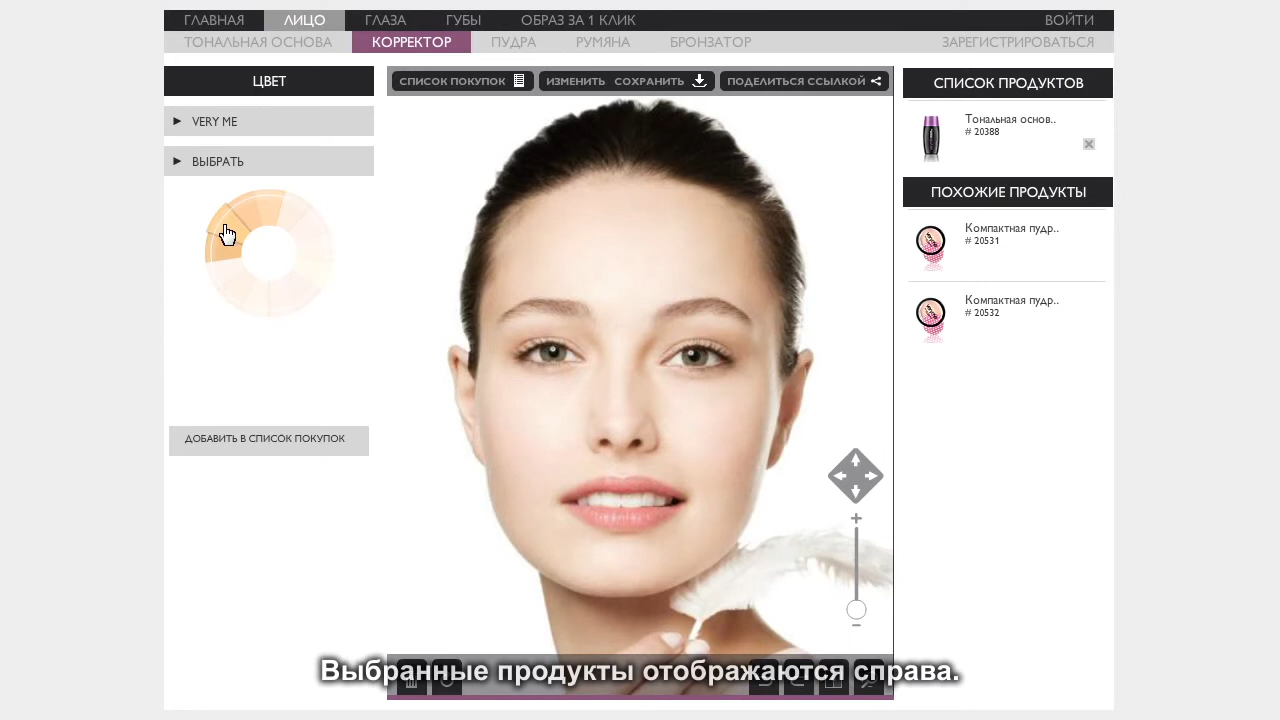 ГЛАВНАЯ ЛИЦО ГЛАЗА ГУБЫ ОБРАЗ ЗА 1 КЛИК ВОЙТИ
ТОНАЛЬНАЯ ОСНОВА КОРРЕКТОР ПУДРА РУМЯНА БРОНЗАТОР ЗАРЕГИСТРИРОВАТЬСЯ
ЦВЕТ
VERY ME
ВЫБРАТЬ
ДОБАВИТЬ В СПИСОК ПОКУПОК
СПИСОК ПОКУПОК ИЗМЕНИТЬ СОХРАНИТЬ ПОДЕЛИТЬСЯ ССЫЛКОЙ
СПИСОК ПРОДУКТОВ
Тональная основ..
# 20388
ПОХОЖИЕ ПРОДУКТЫ
Компактная пудр..
# 20531
Компактная пудр..
# 20532
Выбранные продукты отображаются справа.